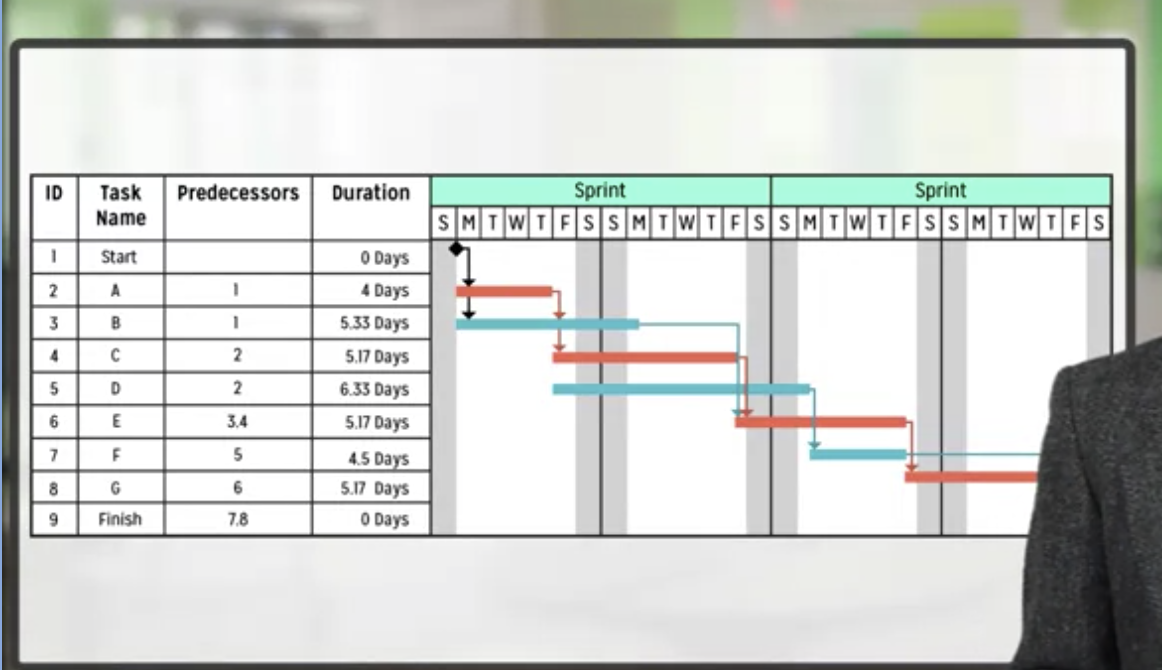 ID Task Name Predecessors Duration Sprint Sprint
S M T W T F S S M T W T F S S M T W T F S S M T W T F S
1 Start 0 Days
2 A 1 4 Days
3 B 1 5.33 Days
4 C 2 5.17 Days
5 D 2 6.33 Days
6 E 3.4 5.17 Days
7 F 5 4.5 Days
8 G 6 5.17 Days
9 Finish 7.8 0 Days